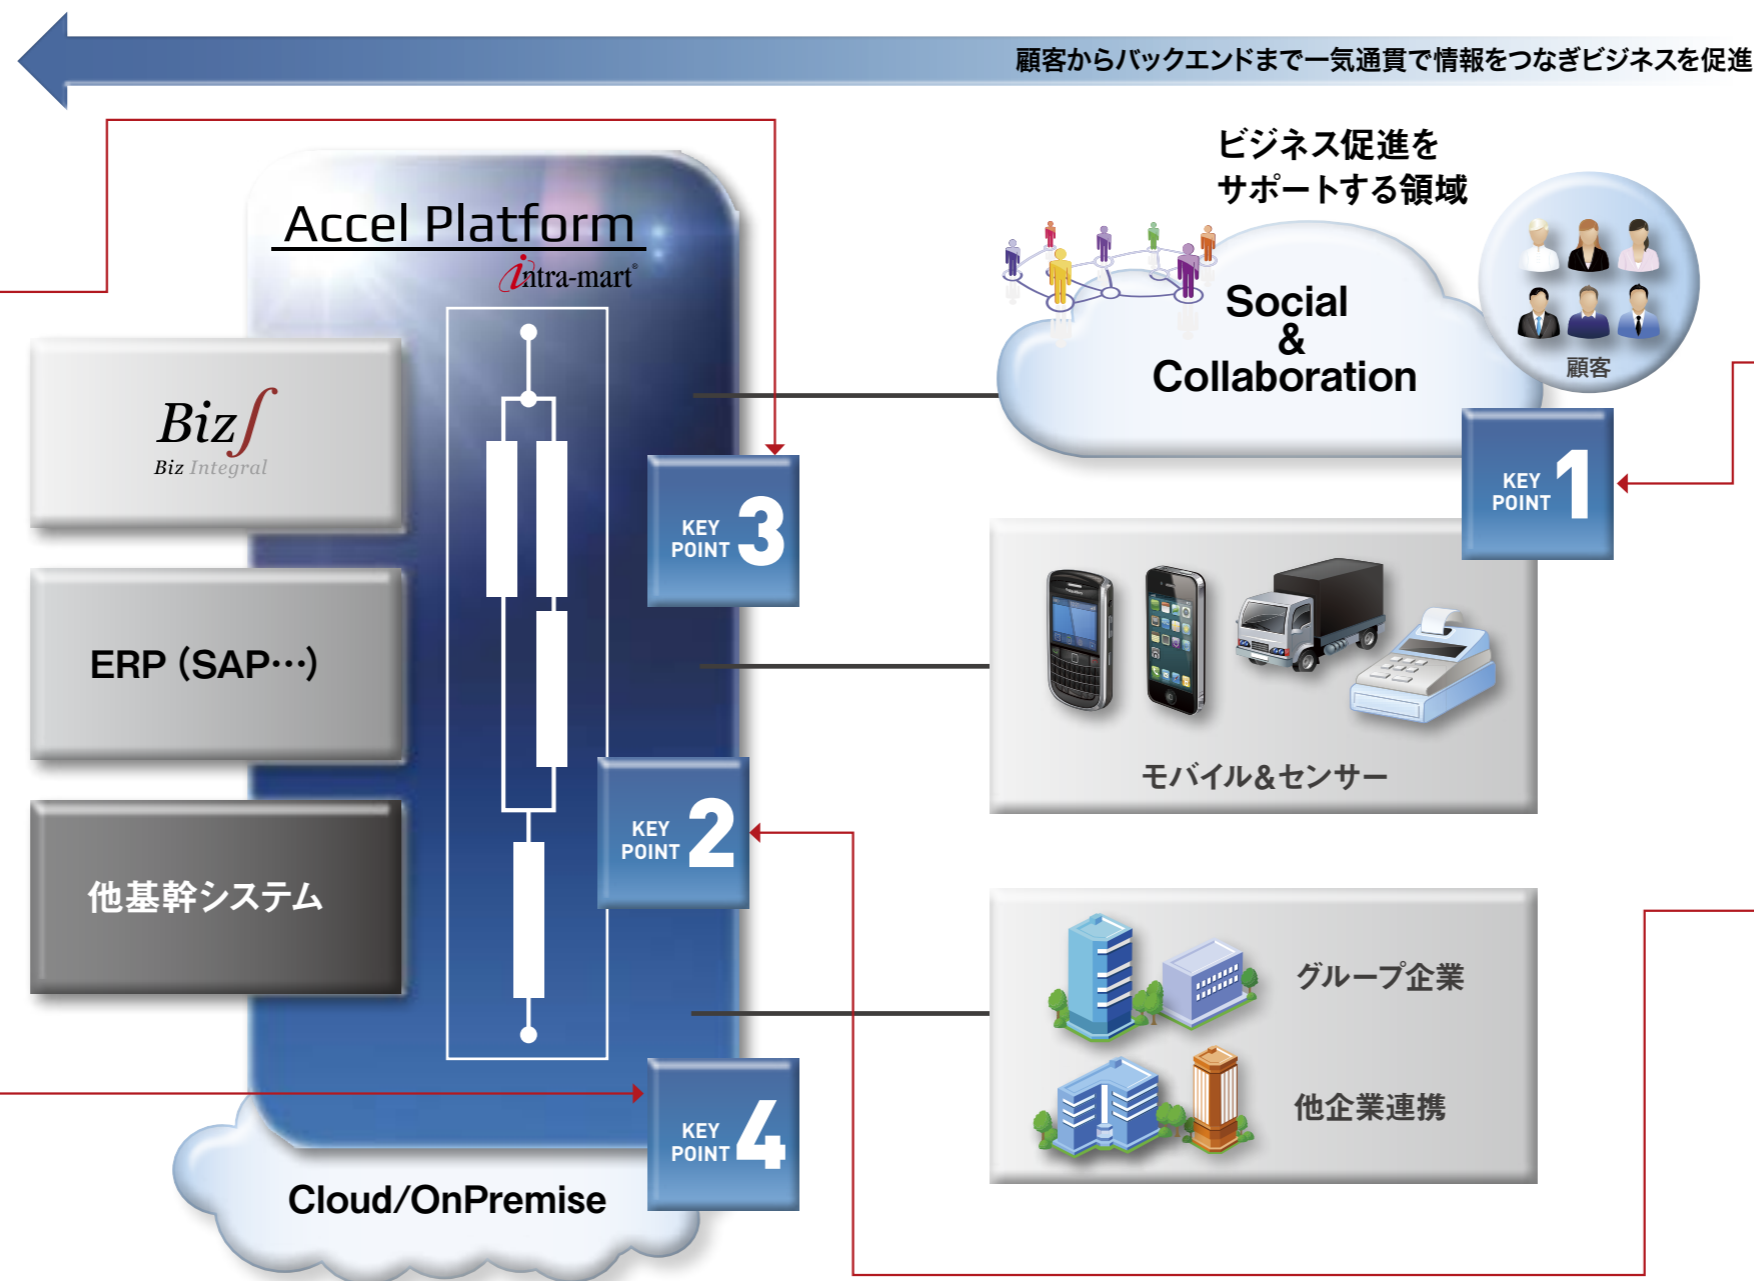 顧客からバックエンドまで一気通貫で情報をつなぎビジネスを促進
ビジネス促進を
サポートする領域
Accel Platform
intra-mart®
Social
&
Collaboration
顧客
KEY
POINT 1
Biz∫
Biz Integral
KEY
POINT 3
ERP (SAP…)
モバイル&センサー
KEY
POINT 2
他基幹システム
グループ企業
他企業連携
KEY
POINT 4
Cloud/OnPremise